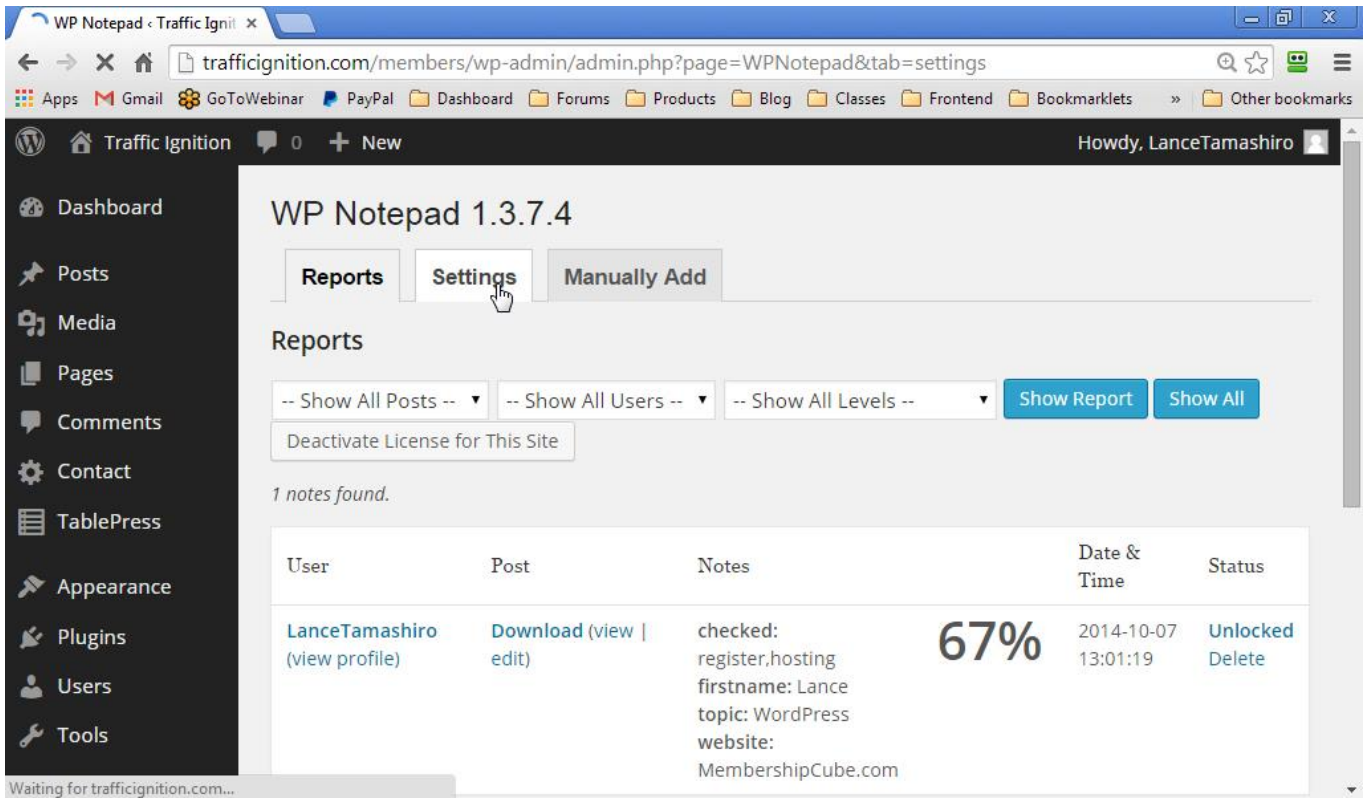 WP Notepad ‹ Traffic Ignit
trafficignition.com/members/wp-admin/admin.php?page=WPNotepad&tab=settings
Apps Gmail GoToWebinar PayPal Dashboard Forums Products Blog Classes Frontend Bookmarklets » Other bookmarks
Traffic Ignition 0 + New Howdy, LanceTamashiro
Dashboard
Posts
Media
Pages
Comments
Contact
TablePress
Appearance
Plugins
Users
Tools
WP Notepad 1.3.7.4
Reports Settings Manually Add
Reports
-- Show All Posts -- -- Show All Users -- -- Show All Levels -- Show Report Show All
Deactivate License for This Site
1 notes found.
User Post Notes Date & Time Status
LanceTamashiro
(view profile)
Download (view |
edit)
checked:
register,hosting
firstname: Lance
topic: WordPress
website:
MembershipCube.com
67%
2014-10-07
13:01:19
Unlocked
Delete
Waiting for trafficignition.com...